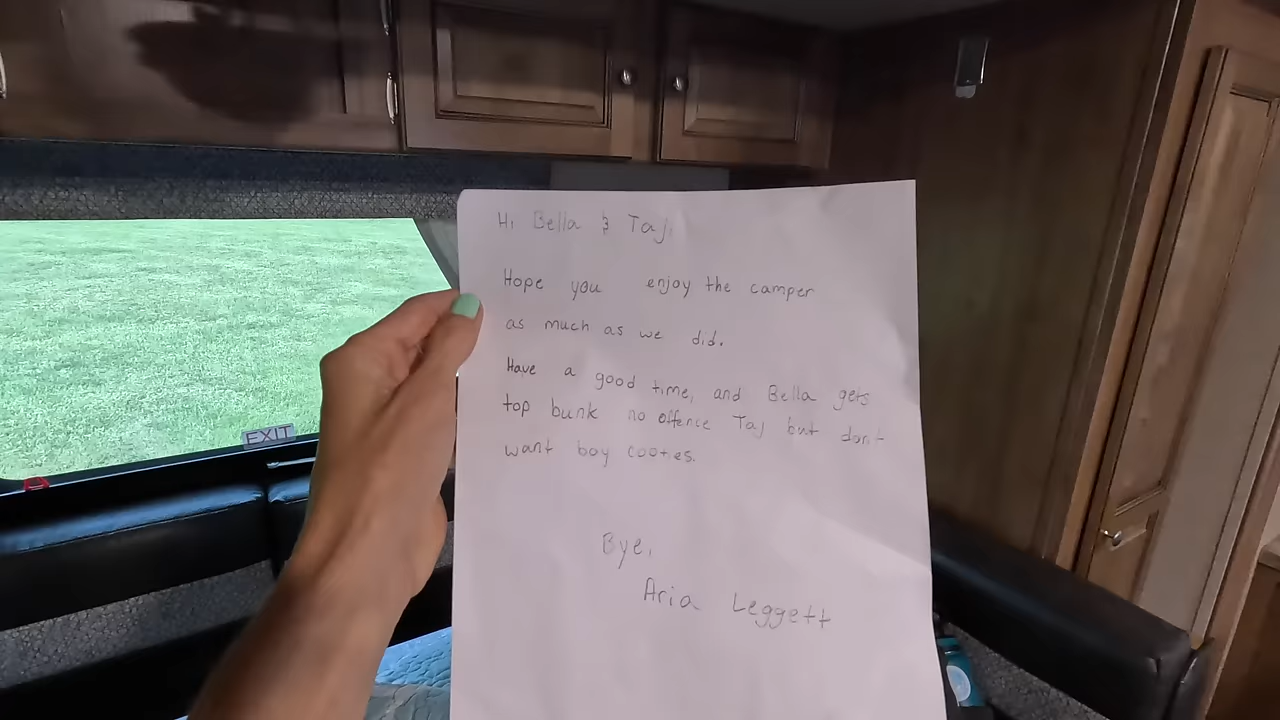 Hi Bella & Taj,
Hope you enjoy the camper
as much as we did.
Have a good time, and Bella gets
top bunk no offence Taj but don't
want boy cooties.
Bye,
Aria Leggett
EXIT